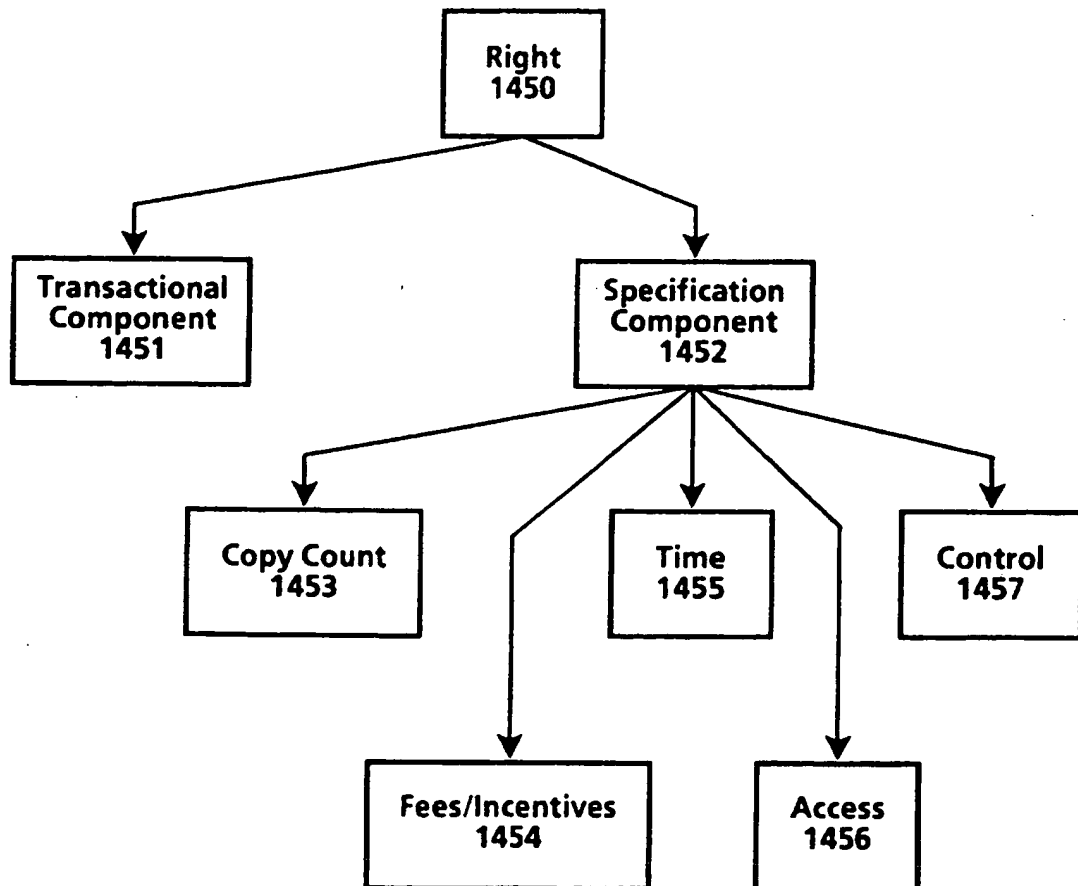 Right
1450
Transactional
Component
1451
Specification
Component
1452
Copy Count
1453
Time
1455
Control
1457
Fees/Incentives
1454
Access
1456